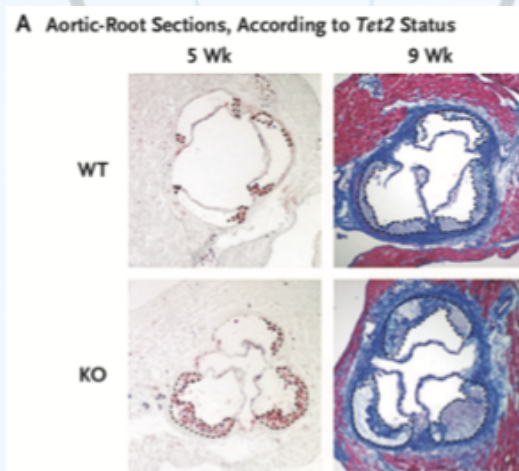 A Aortic-Root Sections, According to Tet2 Status
5 Wk 9 Wk
WT
KO